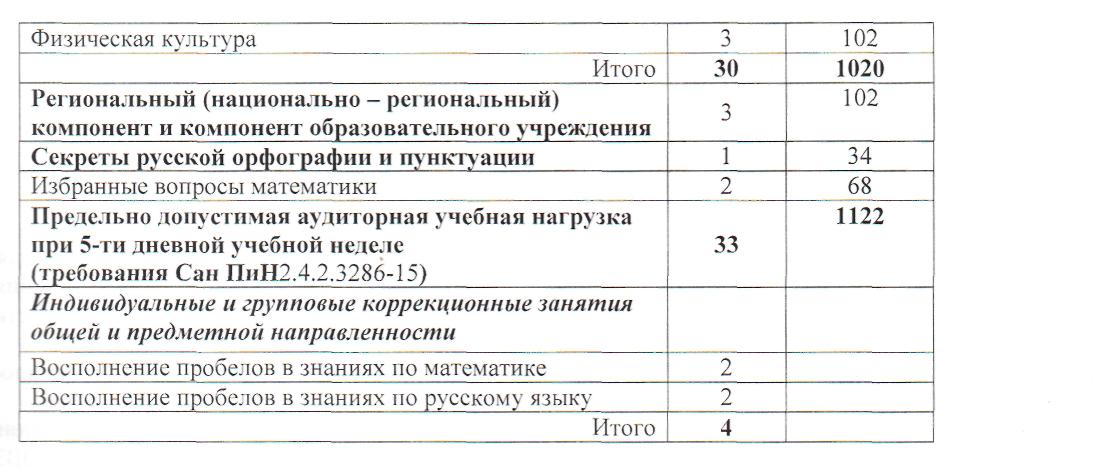 Физическая культура 3 102
Итого 30 1020
Региональный (национально – региональный)
компонент и компонент образовательного учреждения 3 102
Секреты русской орфографии и пунктуации 1 34
Избранные вопросы математики 2 68
Предельно допустимая аудиторная учебная нагрузка
при 5-ти дневной учебной неделе
(требования Сан ПиН2.4.2.3286-15) 33 1122
Индивидуальные и групповые коррекционные занятия
общей и предметной направленности
Восполнение пробелов в знаниях по математике 2
Восполнение пробелов в знаниях по русскому языку 2
Итого 4